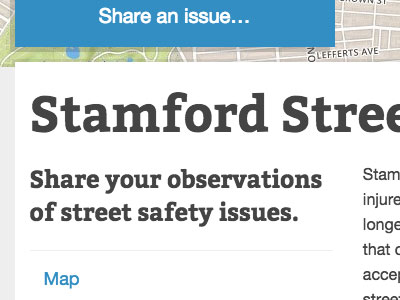 Share an issue…
LEFFERTS AVE
Stamford Stree
Share your observations
of street safety issues.
Map
Stam
injure
longe
that c
accep
street